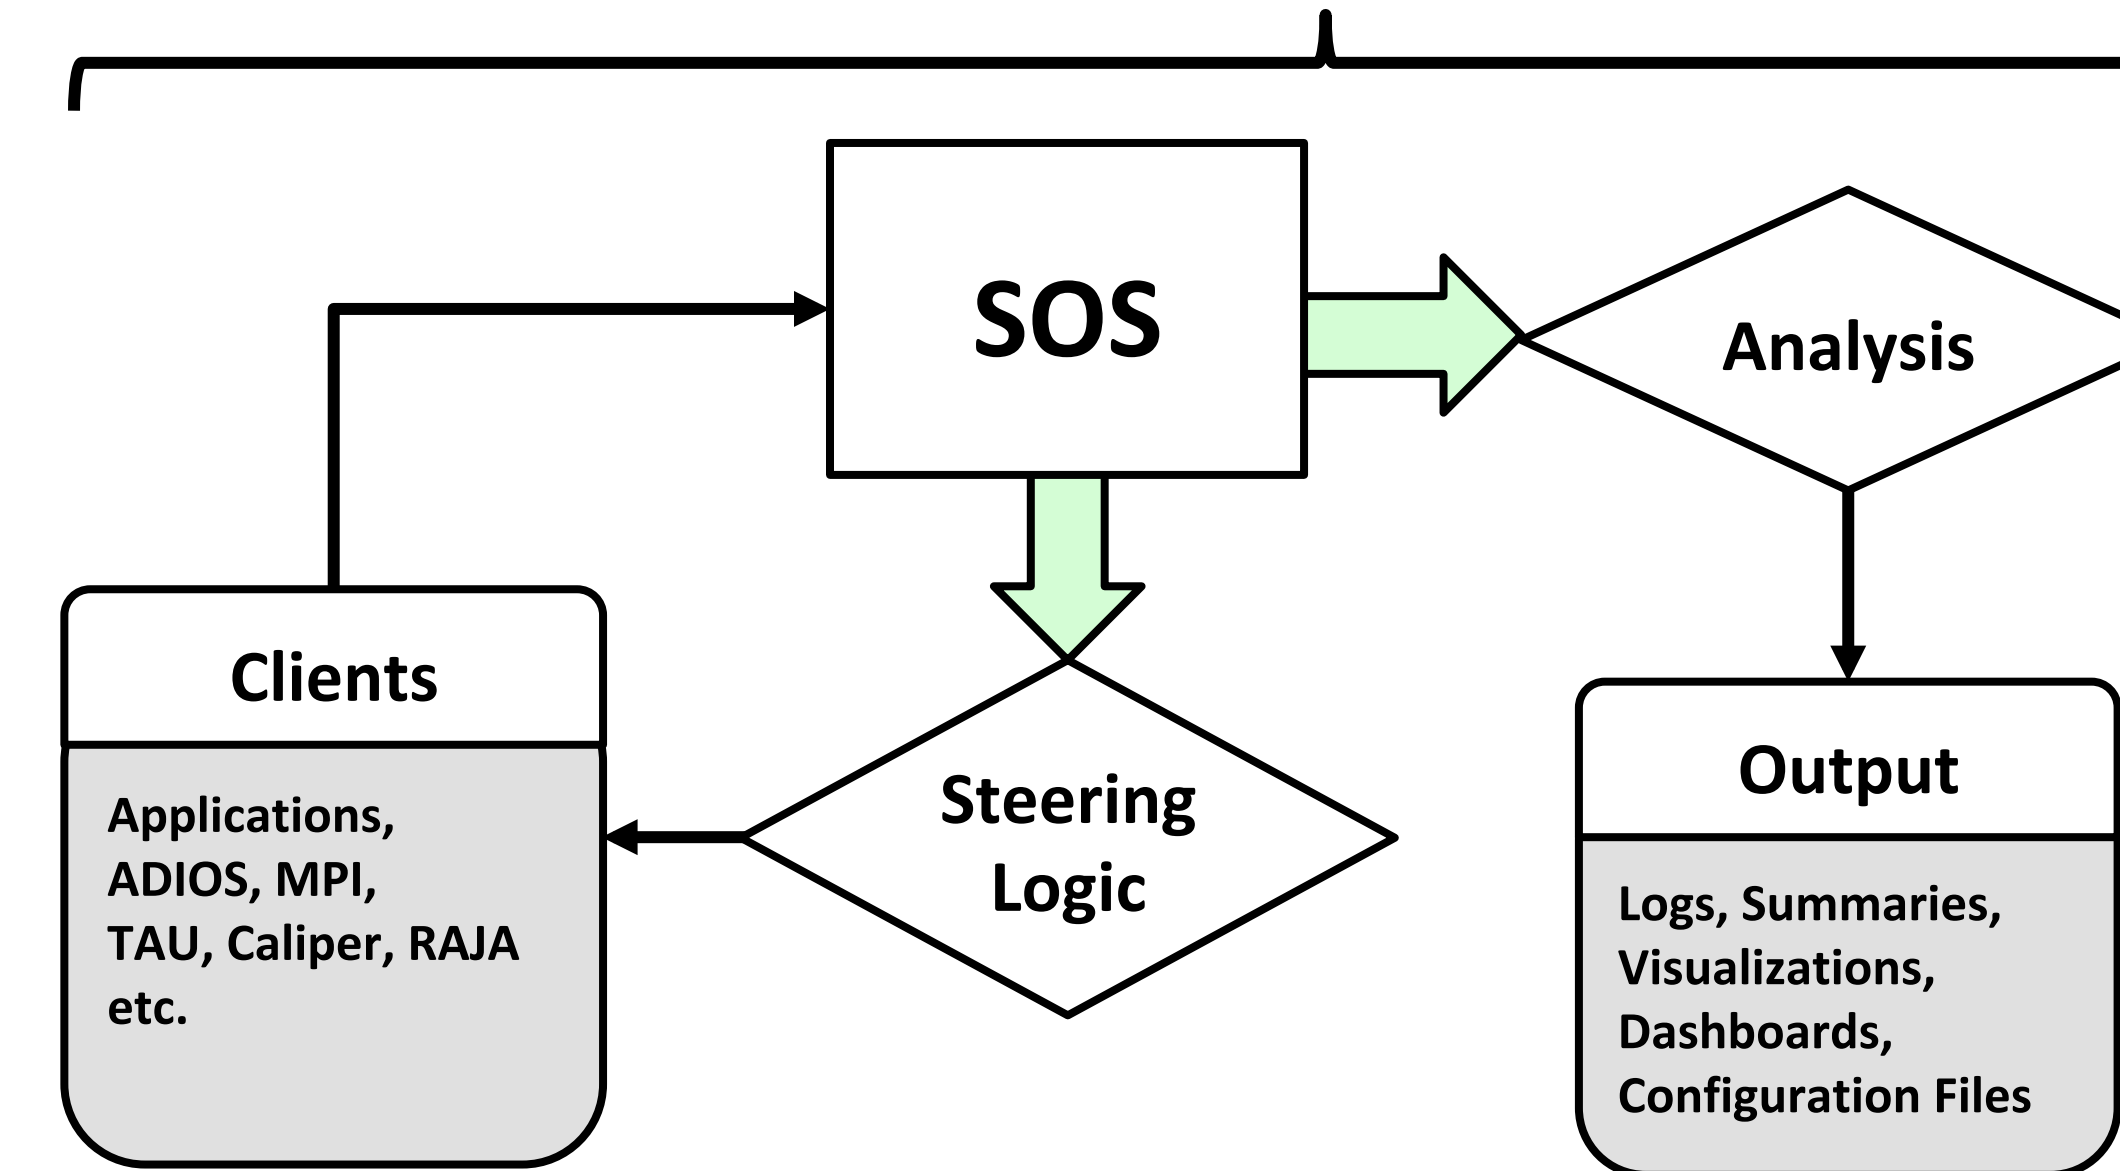 SOS
Analysis
Clients
Applications,
ADIOS, MPI,
TAU, Caliper, RAJA
etc.
Steering
Logic
Output
Logs, Summaries,
Visualizations,
Dashboards,
Configuration Files